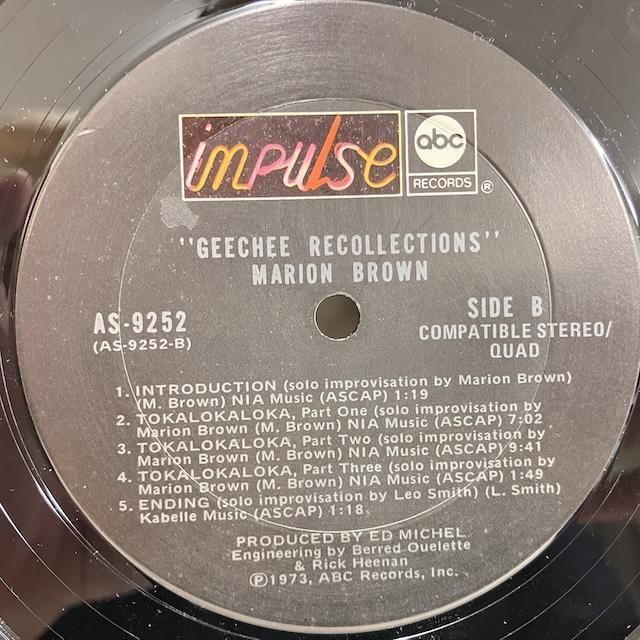 impulse
abc
RECORDS ®
"GEECHEE RECOLLECTIONS"
MARION BROWN
AS-9252
(AS-9252-B)
SIDE B
COMPATIBLE STEREO/
QUAD
1. INTRODUCTION (solo improvisation by Marion Brown)
(M. Brown) NIA Music (ASCAP) 1:19
2. TOKALOKALOKA, Part One (solo improvisation by
Marion Brown (M. Brown) NIA Music (ASCAP) 7:02
3. TOKALOKALOKA, Part Two (solo improvisation by
Marion Brown (M. Brown) NIA Music (ASCAP) 9:41
4. TOKALOKALOKA, Part Three (solo improvisation by
Marion Brown (M. Brown) NIA Music (ASCAP) 1:49
5. ENDING (solo improvisation by Leo Smith) (L. Smith)
Kabelle Music (ASCAP) 1:18
PRODUCED BY ED MICHEL
Engineering by Berred Ouelette
& Rick Heenan
℗1973, ABC Records, Inc.